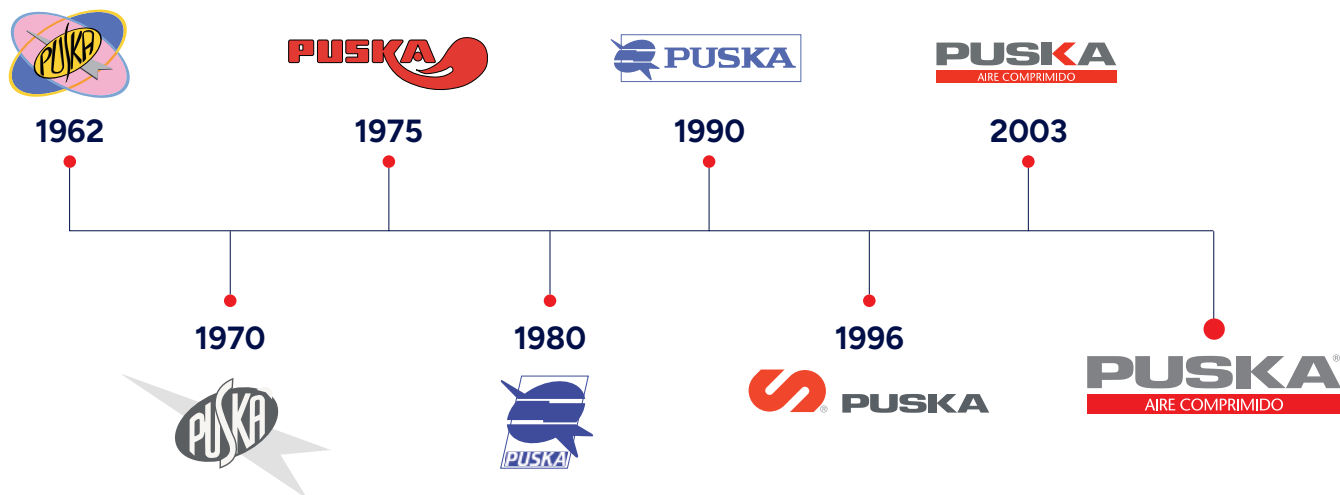 PUSKA
1962
PUSKA
1970
PUSKA
1975
1980
PUSKA
PUSKA
1990
1996
® PUSKA
PUSKA
AIRE COMPRIMIDO
2003
PUSKA®
AIRE COMPRIMIDO